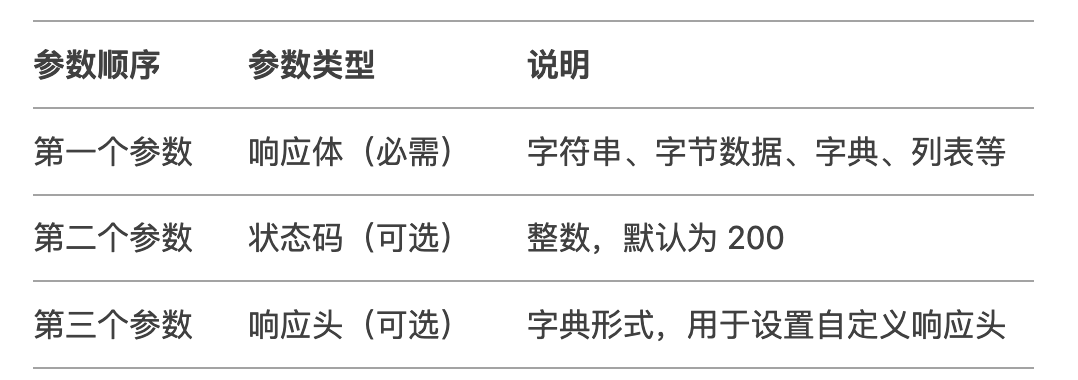 参数顺序 参数类型 说明
第一个参数 响应体（必需） 字符串、字节数据、字典、列表等
第二个参数 状态码（可选） 整数，默认为 200
第三个参数 响应头（可选） 字典形式，用于设置自定义响应头